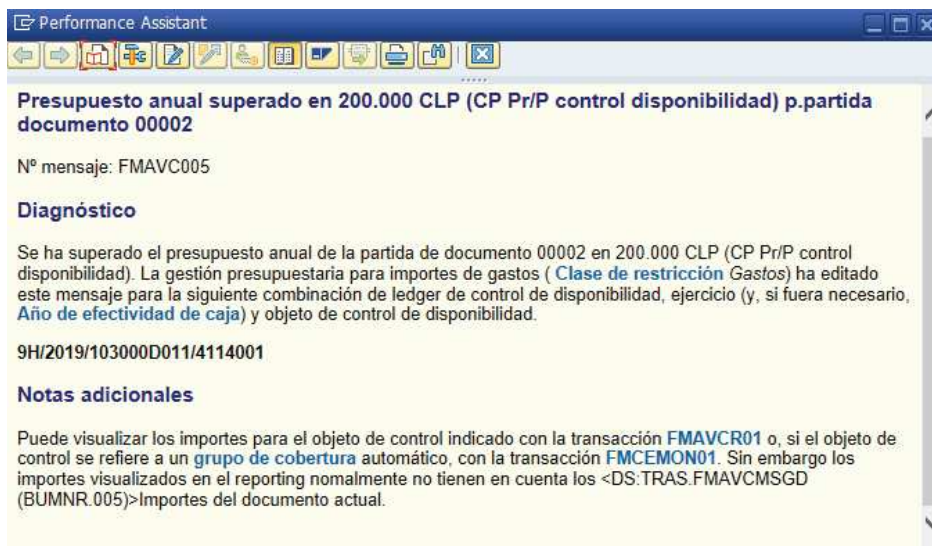 Performance Assistant
Presupuesto anual superado en 200.000 CLP (CP Pr/P control disponibilidad) p.partida
documento 00002
Nº mensaje: FMAVC005
Diagnóstico
Se ha superado el presupuesto anual de la partida de documento 00002 en 200.000 CLP (CP Pr/P control
disponibilidad). La gestión presupuestaria para importes de gastos ( Clase de restricción Gastos) ha editado
este mensaje para la siguiente combinación de ledger de control de disponibilidad, ejercicio (y, si fuera necesario,
Año de efectividad de caja) y objeto de control de disponibilidad.
9H/2019/103000D011/4114001
Notas adicionales
Puede visualizar los importes para el objeto de control indicado con la transacción FMAVCR01 o, si el objeto de
control se refiere a un grupo de cobertura automático, con la transacción FMCEMON01. Sin embargo los
importes visualizados en el reporting nomalmente no tienen en cuenta los <DS:TRAS.FMAVCMSGD
(BUMNR.005)>Importes del documento actual.